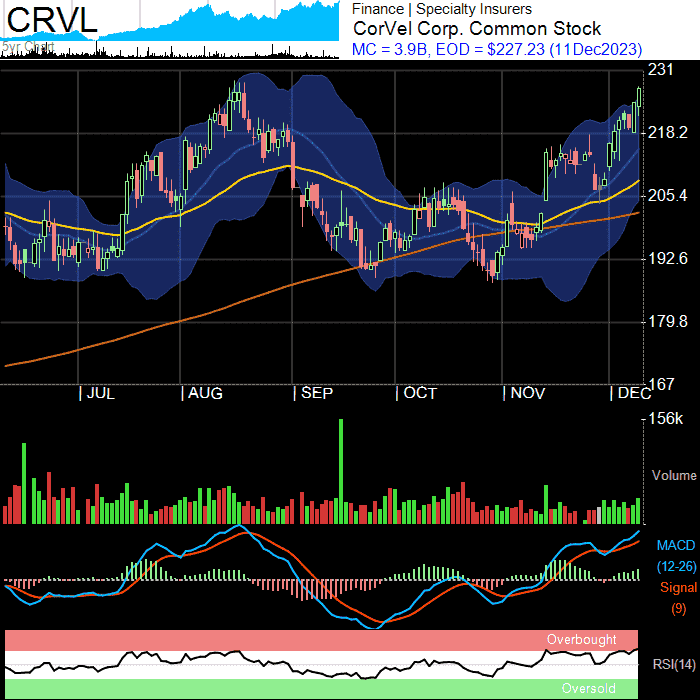 CRVL
5yr Chart
Finance | Specialty Insurers
CorVel Corp. Common Stock
MC = 3.9B, EOD = $227.23 (11Dec2023)
231
218.2
205.4
192.6
179.8
167
| JUL | AUG | SEP | OCT | NOV | DEC
156k
Volume
MACD
(12-26)
Signal
(9)
Overbought
RSI(14)
Oversold